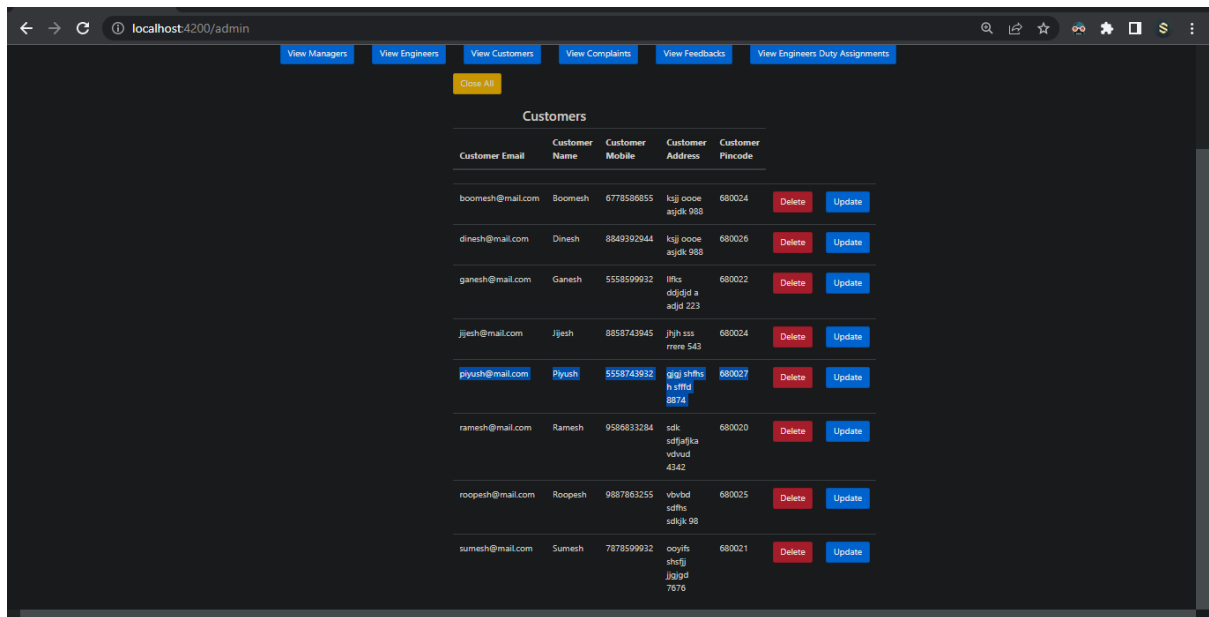 localhost:4200/admin
View Managers View Engineers View Customers View Complaints View Feedbacks View Engineers Duty Assignments
Close All
Customers
Customer Email Customer Name Customer Mobile Customer Address Customer Pincode
boomesh@mail.com Boomesh 6778586855 ksjj oooe 680024 Delete Update
asjdk 988
dinesh@mail.com Dinesh 8849392944 ksjj oooe 680026 Delete Update
asjdk 988
ganesh@mail.com Ganesh 5558599932 llfks 680022 Delete Update
ddjdjd a
adjd 223
jijesh@mail.com Jijesh 8858743945 jhjh sss 680024 Delete Update
rrere 543
piyush@mail.com Piyush 5558743932 gjgj shfhs 680027 Delete Update
h sfffd
8874
ramesh@mail.com Ramesh 9586833284 sdk 680020 Delete Update
sdfjafjka
vdvud
4342
roopesh@mail.com Roopesh 9887863255 vbvbd 680025 Delete Update
sdfhs
sdkjk 98
sumesh@mail.com Sumesh 7878599932 ooyifs 680021 Delete Update
shsfjj
jjgjgd
7676